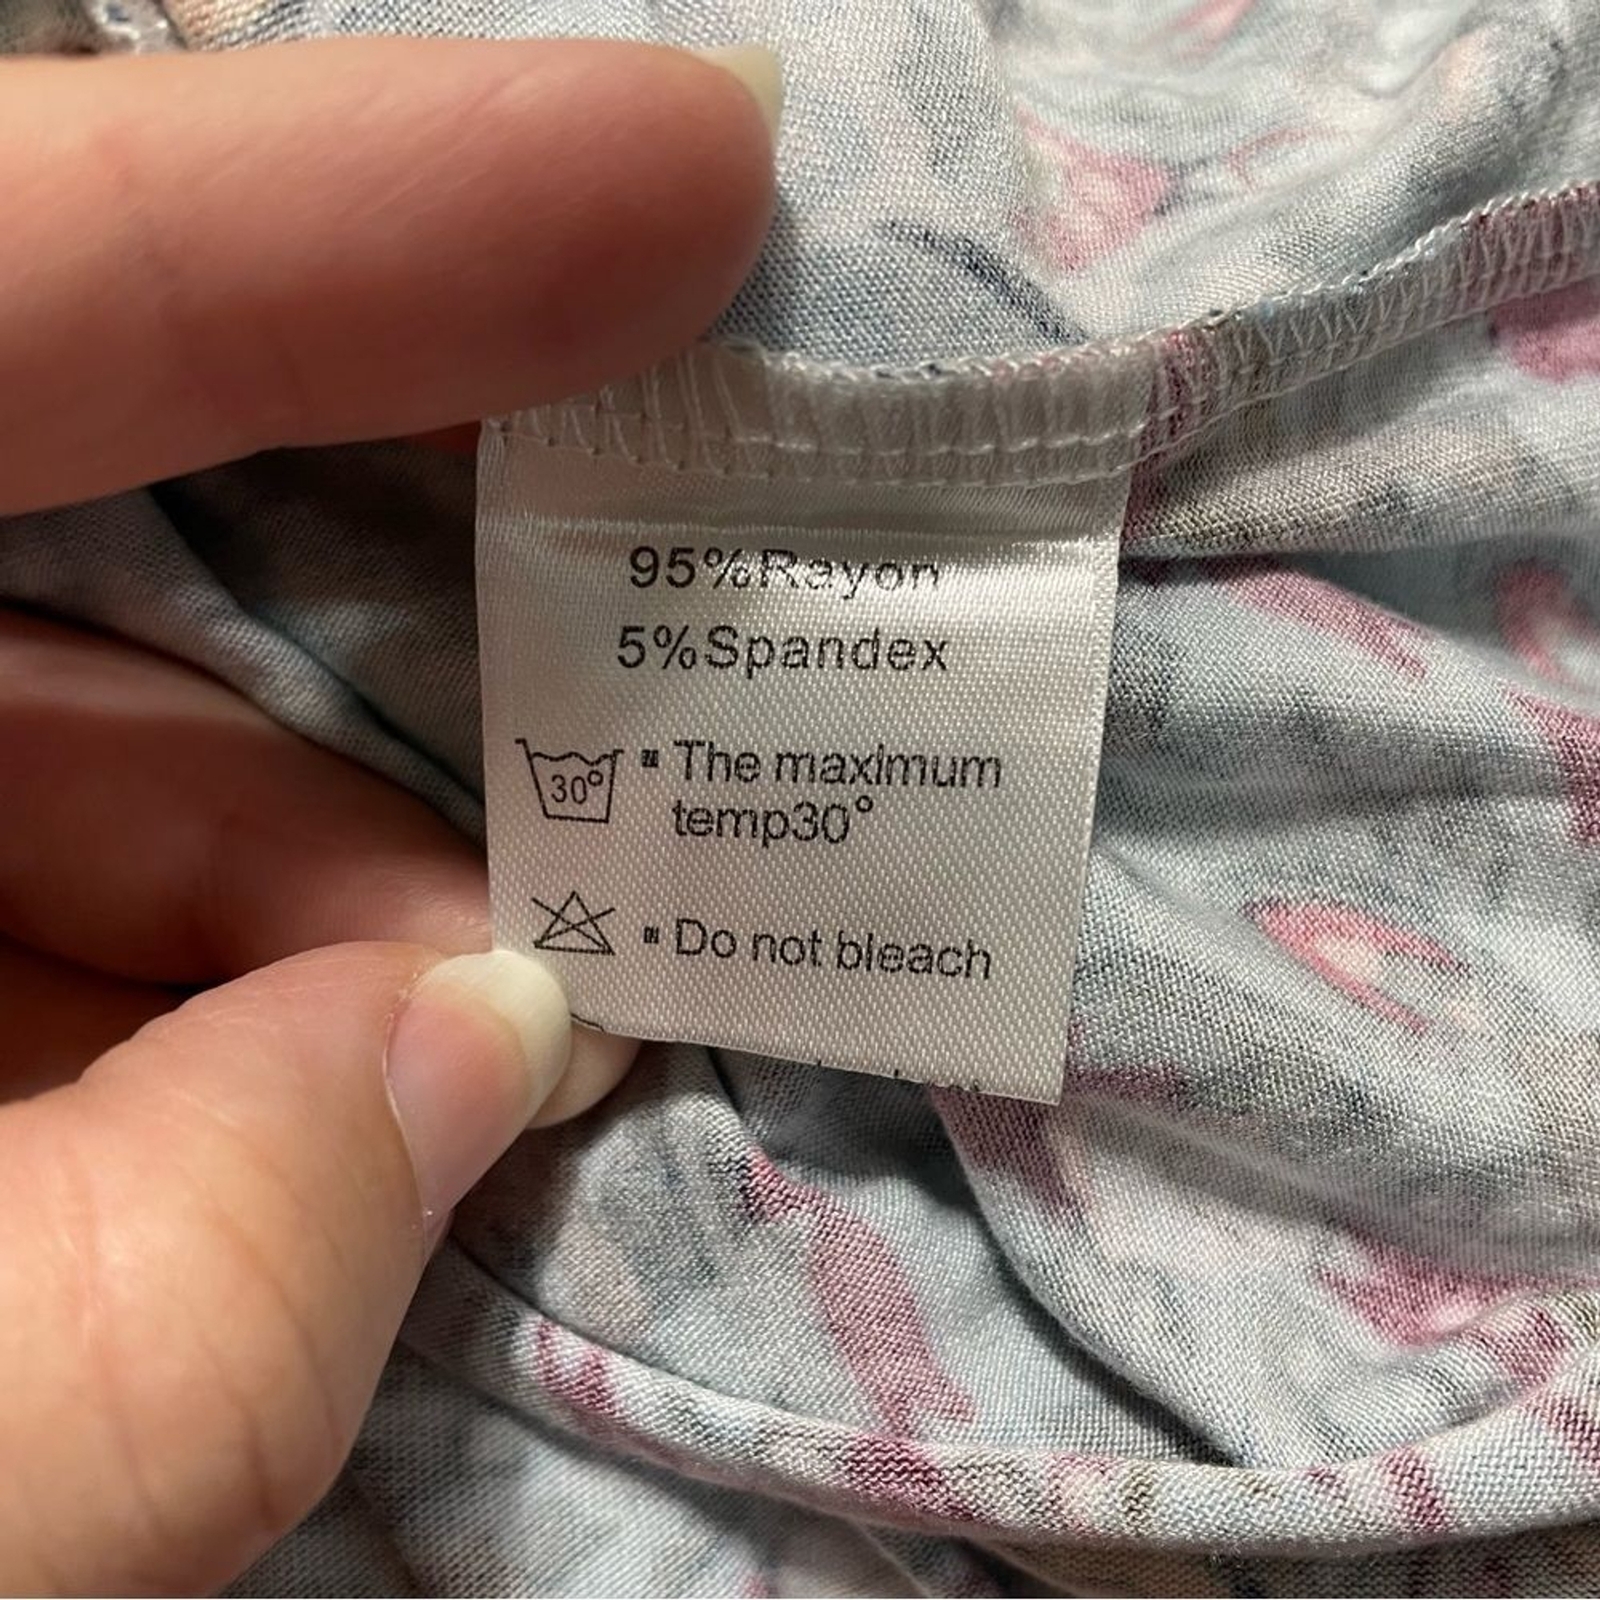 95%Rayon
5%Spandex
30° The maximum
temp30°
Do not bleach